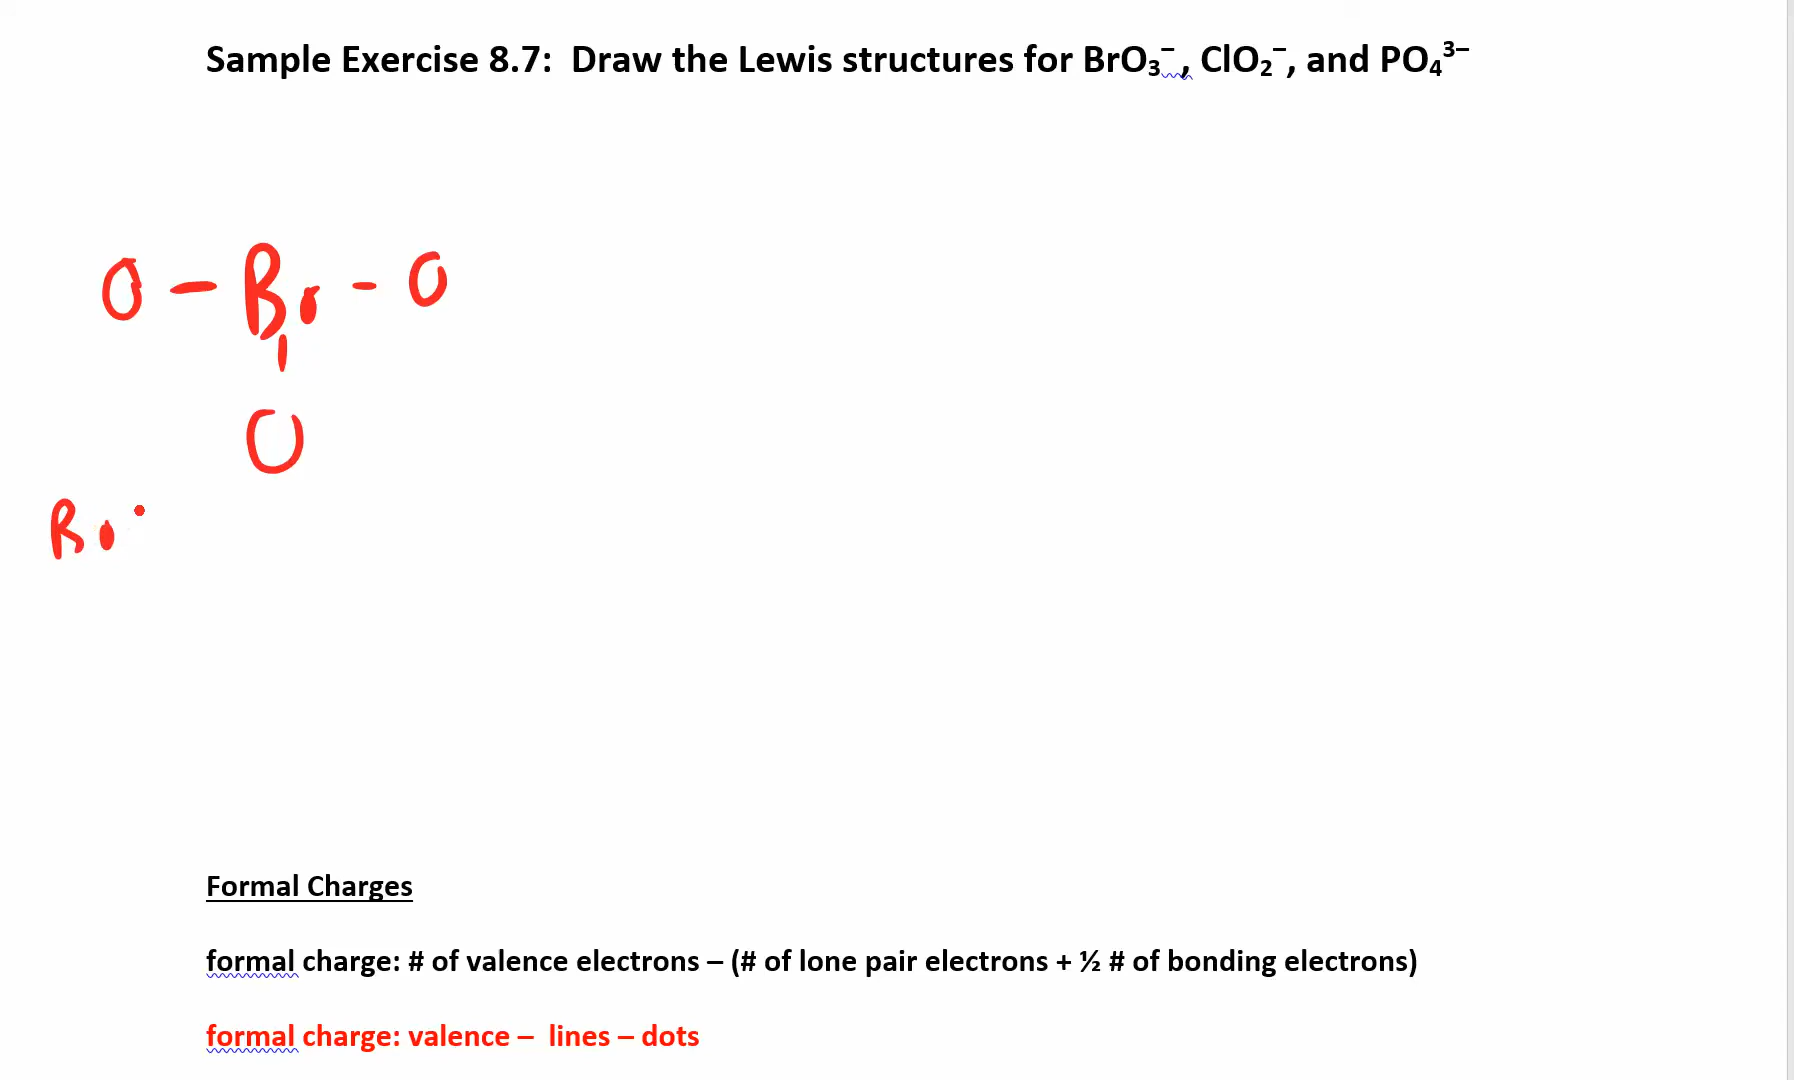 Sample Exercise 8.7: Draw the Lewis structures for BrO₃⁻, ClO₂⁻, and PO₄³⁻
O - Br - O
|
O
Br
Formal Charges
formal charge: # of valence electrons – (# of lone pair electrons + ½ # of bonding electrons)
formal charge: valence – lines – dots